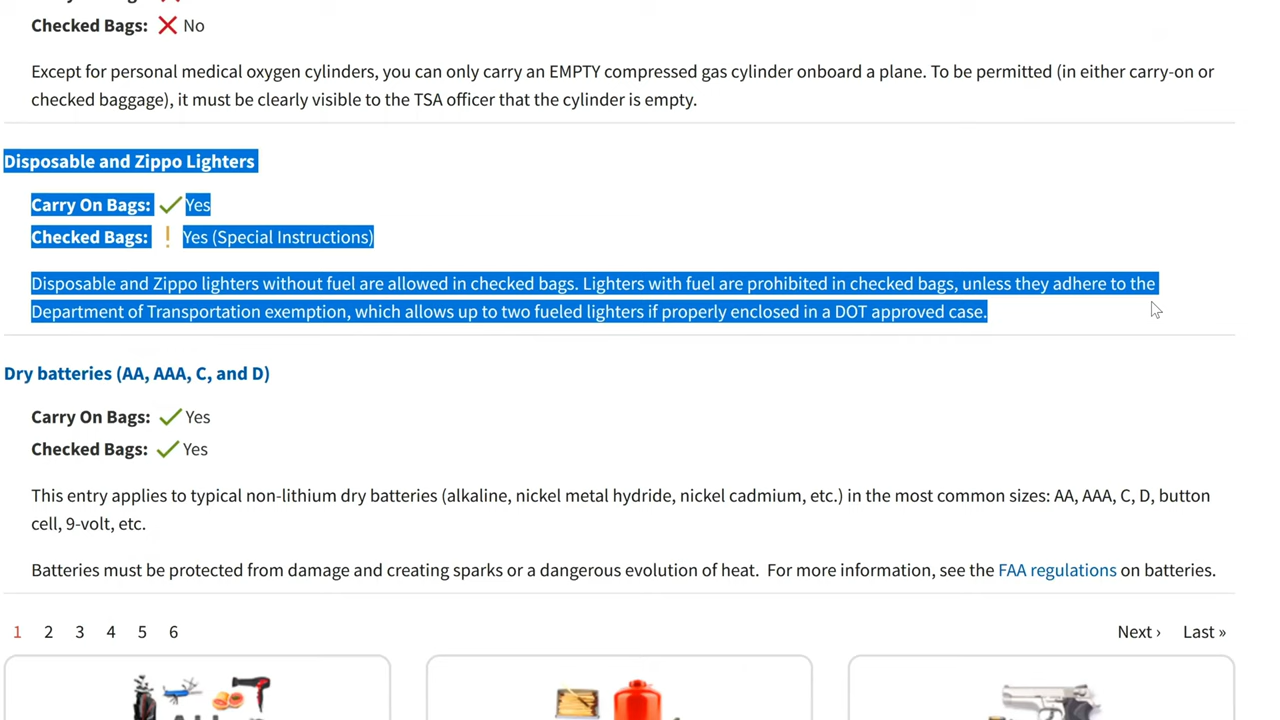 Checked Bags: No
Except for personal medical oxygen cylinders, you can only carry an EMPTY compressed gas cylinder onboard a plane. To be permitted (in either carry-on or
checked baggage), it must be clearly visible to the TSA officer that the cylinder is empty.
Disposable and Zippo Lighters
Carry On Bags: Yes
Checked Bags: Yes (Special Instructions)
Disposable and Zippo lighters without fuel are allowed in checked bags. Lighters with fuel are prohibited in checked bags, unless they adhere to the
Department of Transportation exemption, which allows up to two fueled lighters if properly enclosed in a DOT approved case.
Dry batteries (AA, AAA, C, and D)
Carry On Bags: Yes
Checked Bags: Yes
This entry applies to typical non-lithium dry batteries (alkaline, nickel metal hydride, nickel cadmium, etc.) in the most common sizes: AA, AAA, C, D, button
cell, 9-volt, etc.
Batteries must be protected from damage and creating sparks or a dangerous evolution of heat. For more information, see the FAA regulations on batteries.
1 2 3 4 5 6 Next › Last »